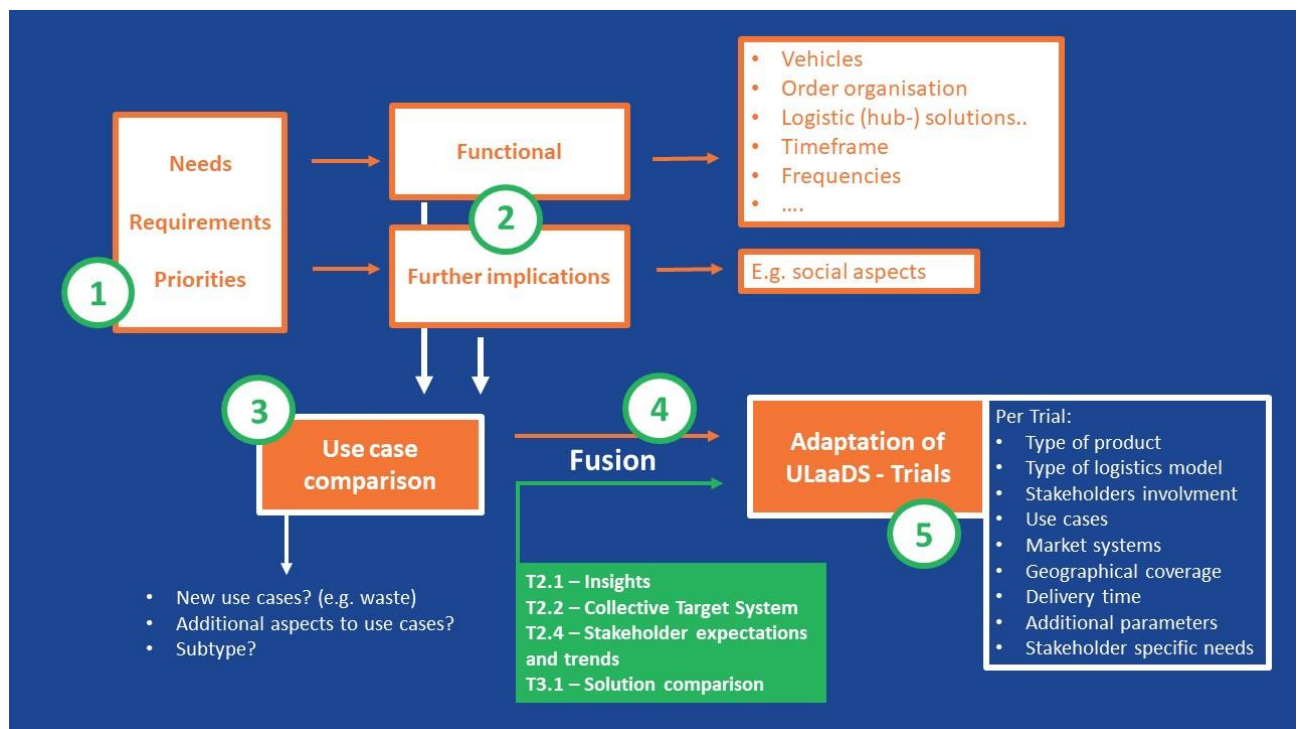 Needs
Requirements
Priorities
1
Functional
2
Further implications
• Vehicles
• Order organisation
• Logistic (hub-) solutions..
• Timeframe
• Frequencies
• ....
E.g. social aspects
3
Use case
comparison
4
Fusion
Adaptation of
ULaaDS - Trials
5
Per Trial:
• Type of product
• Type of logistics model
• Stakeholders involvment
• Use cases
• Market systems
• Geographical coverage
• Delivery time
• Additional parameters
• Stakeholder specific needs
• New use cases? (e.g. waste)
• Additional aspects to use cases?
• Subtype?
T2.1 – Insights
T2.2 – Collective Target System
T2.4 – Stakeholder expectations
and trends
T3.1 – Solution comparison